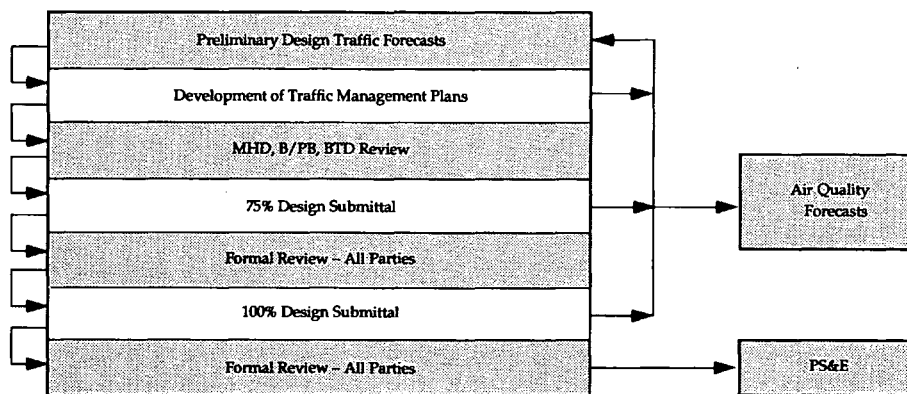 Preliminary Design Traffic Forecasts
Development of Traffic Management Plans
MHD, B/PB, BTD Review
75% Design Submittal
Air Quality
Forecasts
Formal Review – All Parties
100% Design Submittal
Formal Review – All Parties
PS&E